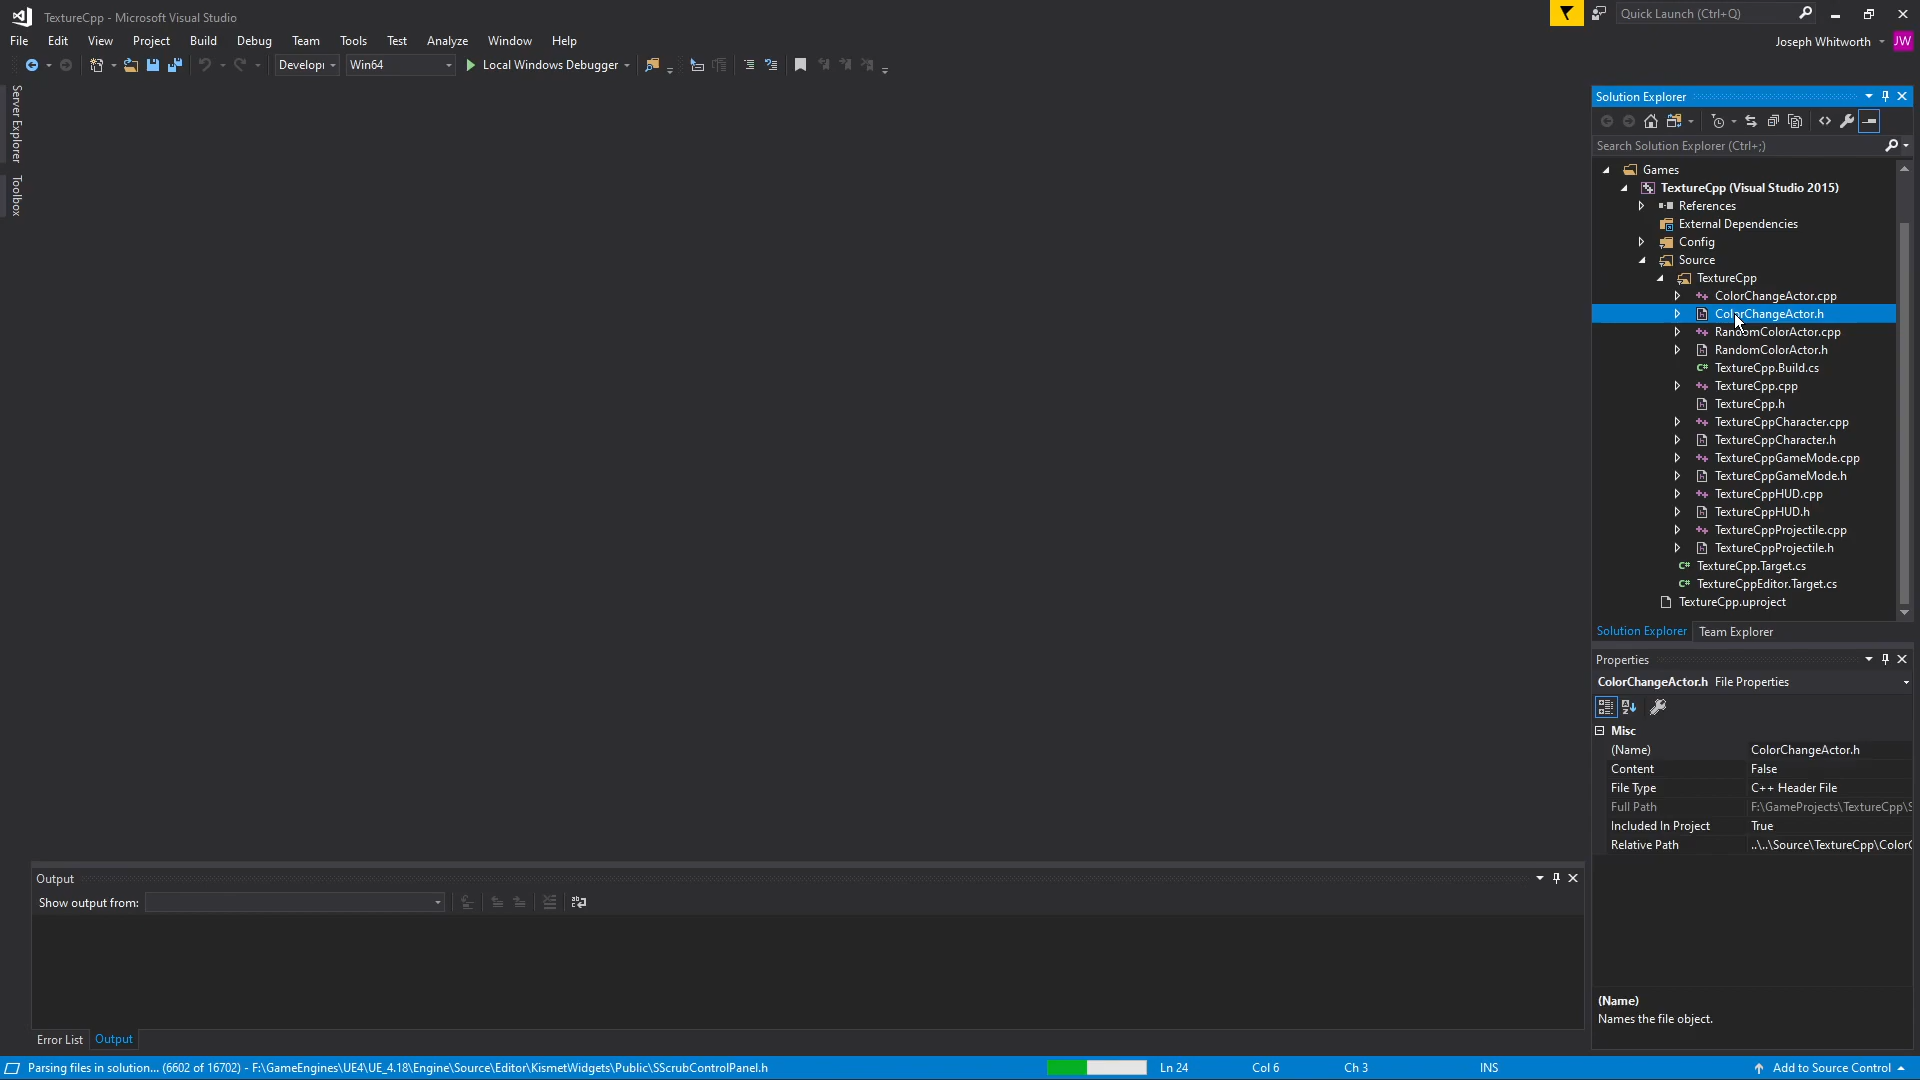 TextureCpp - Microsoft Visual Studio
Quick Launch (Ctrl+Q)
File Edit View Project Build Debug Team Tools Test Analyze Window Help
Joseph Whitworth JW
Developi Win64 Local Windows Debugger
Server Explorer
Toolbox
Solution Explorer
Search Solution Explorer (Ctrl+;)
Games
TextureCpp (Visual Studio 2015)
References
External Dependencies
Config
Source
TextureCpp
ColorChangeActor.cpp
ColorChangeActor.h
RandomColorActor.cpp
RandomColorActor.h
TextureCpp.Build.cs
TextureCpp.cpp
TextureCpp.h
TextureCppCharacter.cpp
TextureCppCharacter.h
TextureCppGameMode.cpp
TextureCppGameMode.h
TextureCppHUD.cpp
TextureCppHUD.h
TextureCppProjectile.cpp
TextureCppProjectile.h
TextureCpp.Target.cs
TextureCppEditor.Target.cs
TextureCpp.uproject
Solution Explorer Team Explorer
Properties
ColorChangeActor.h File Properties
Misc
(Name) ColorChangeActor.h
Content False
File Type C++ Header File
Full Path F:\GameProjects\TextureCpp\S
Included In Project True
Relative Path ..\..\Source\TextureCpp\ColorC
(Name)
Names the file object.
Output
Show output from:
Error List Output
Parsing files in solution... (6602 of 16702) - F:\GameEngines\UE4\UE_4.18\Engine\Source\Editor\KismetWidgets\Public\SScrubControlPanel.h
Ln 24 Col 6 Ch 3 INS
Add to Source Control